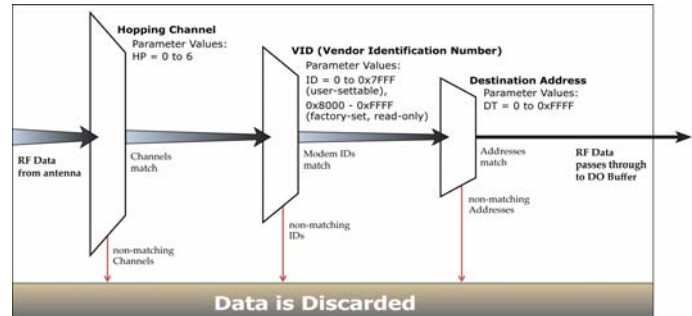 Hopping Channel
Parameter Values:
HP = 0 to 6
VID (Vendor Identification Number)
Parameter Values:
ID = 0 to 0x7FFF
(user-settable),
0x8000 - 0xFFFF
(factory-set, read-only)
Destination Address
Parameter Values:
DT = 0 to 0xFFFF
RF Data
from antenna
Channels
match
Modem IDs
match
Addresses
match
RF Data
passes through
to DO Buffer
non-matching
Channels
non-matching
IDs
non-matching
Addresses
Data is Discarded